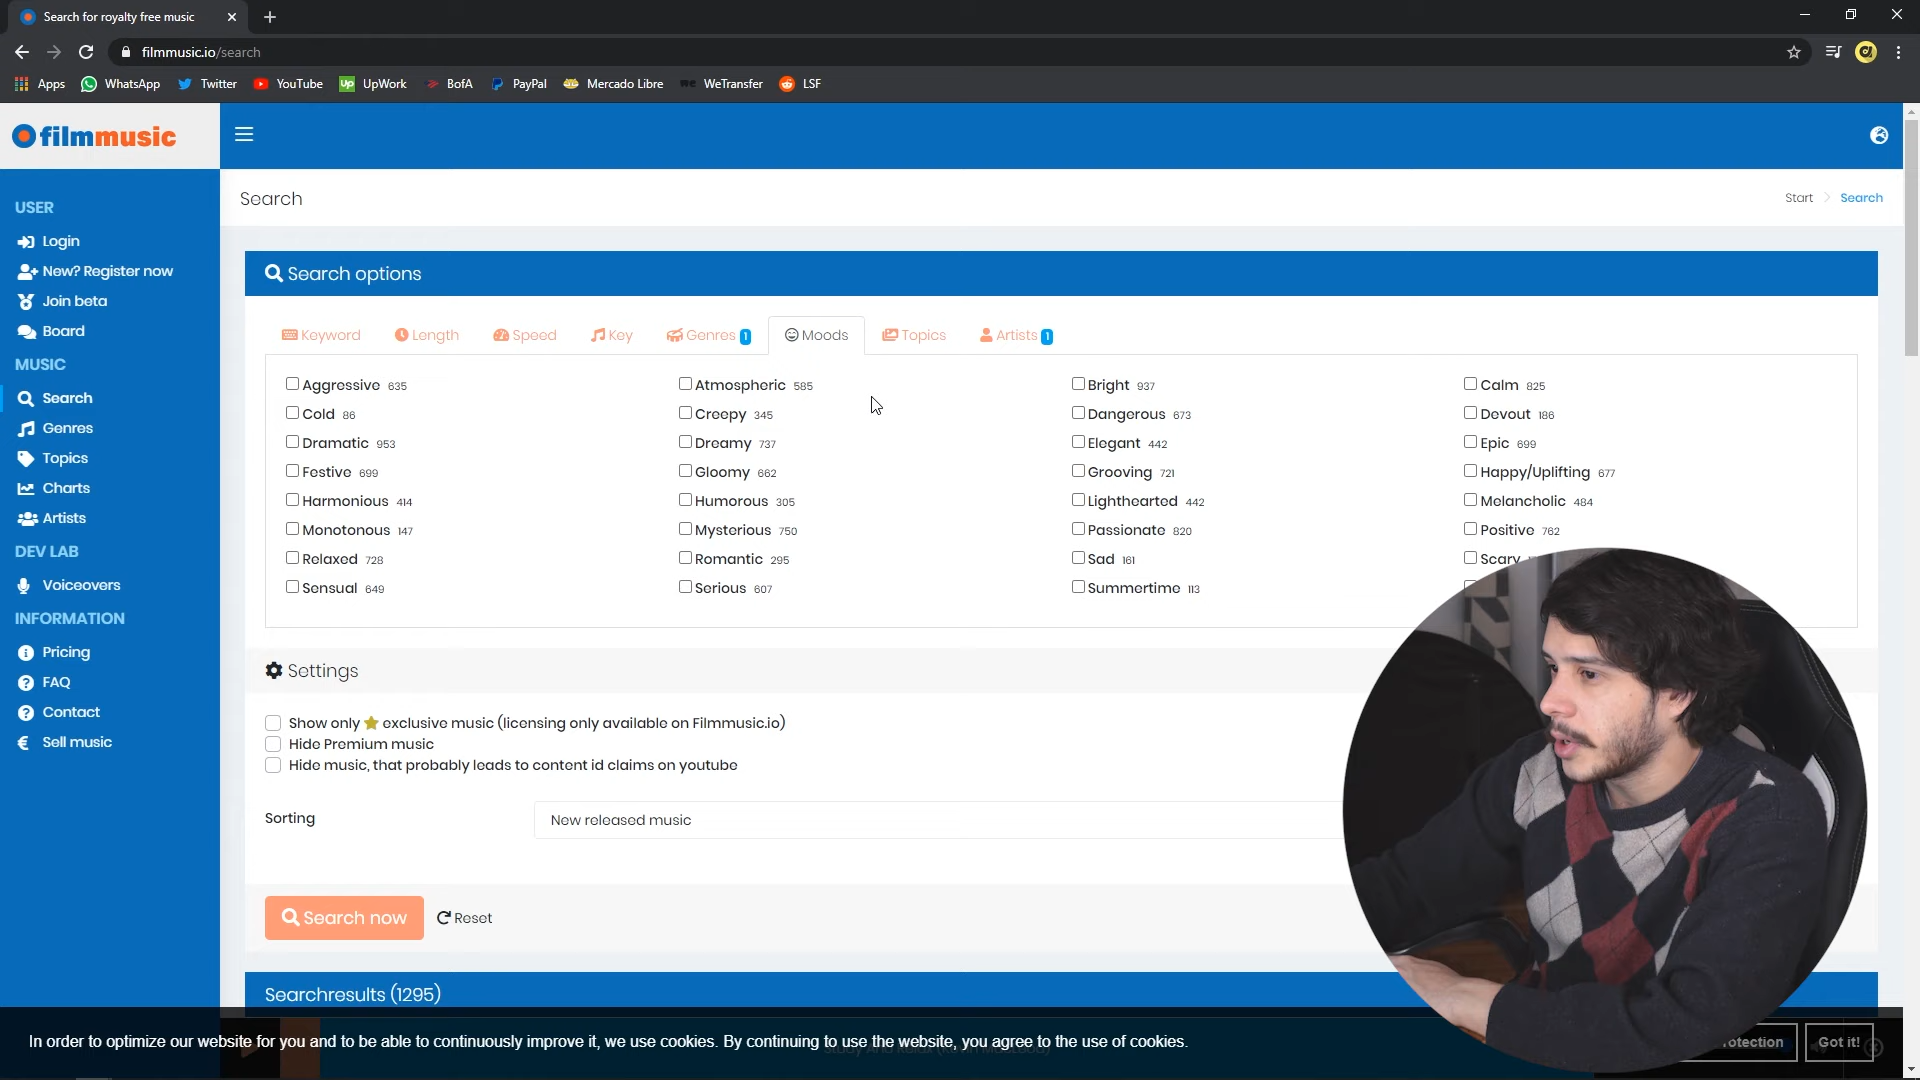 Search for royalty free music
filmmusic.io/search
Apps WhatsApp Twitter YouTube UpWork BofA PayPal Mercado Libre WeTransfer LSF
filmmusic
USER
Login
New? Register now
Join beta
Board
MUSIC
Search
Genres
Topics
Charts
Artists
DEV LAB
Voiceovers
INFORMATION
Pricing
FAQ
Contact
Sell music
Search
Start > Search
Search options
Keyword Length Speed Key Genres 1 Moods Topics Artists 1
Aggressive 635 Atmospheric 585 Bright 937 Calm 825
Cold 86 Creepy 345 Dangerous 673 Devout 186
Dramatic 953 Dreamy 737 Elegant 442 Epic 699
Festive 699 Gloomy 662 Grooving 721 Happy/Uplifting 677
Harmonious 414 Humorous 305 Lighthearted 442 Melancholic 484
Monotonous 147 Mysterious 750 Passionate 820 Positive 762
Relaxed 728 Romantic 295 Sad 161 Scary
Sensual 649 Serious 607 Summertime 113
Settings
Show only exclusive music (licensing only available on Filmmusic.io)
Hide Premium music
Hide music, that probably leads to content id claims on youtube
Sorting New released music
Search now Reset
Searchresults (1295)
In order to optimize our website for you and to be able to continuously improve it, we use cookies. By continuing to use the website, you agree to the use of cookies.
otection Got it!